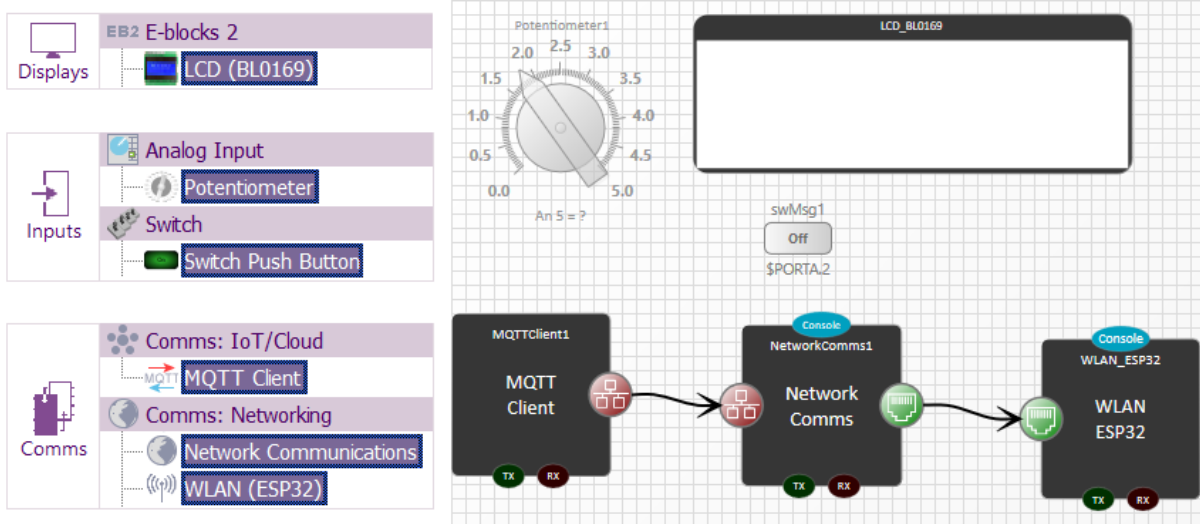 Displays
EB2 E-blocks 2
LCD (BL0169)
Inputs
Analog Input
Potentiometer
Switch
Switch Push Button
Comms
Comms: IoT/Cloud
MQTT
MQTT Client
Comms: Networking
Network Communications
WLAN (ESP32)
Potentiometer1
0.0
0.5
1.0
1.5
2.0
2.5
3.0
3.5
4.0
4.5
5.0
An 5 = ?
LCD_BL0169
swMsg1
Off
$PORTA.2
MQTTClient1
MQTT
Client
TX RX
Console
NetworkComms1
Network
Comms
TX RX
Console
WLAN_ESP32
WLAN
ESP32
TX RX